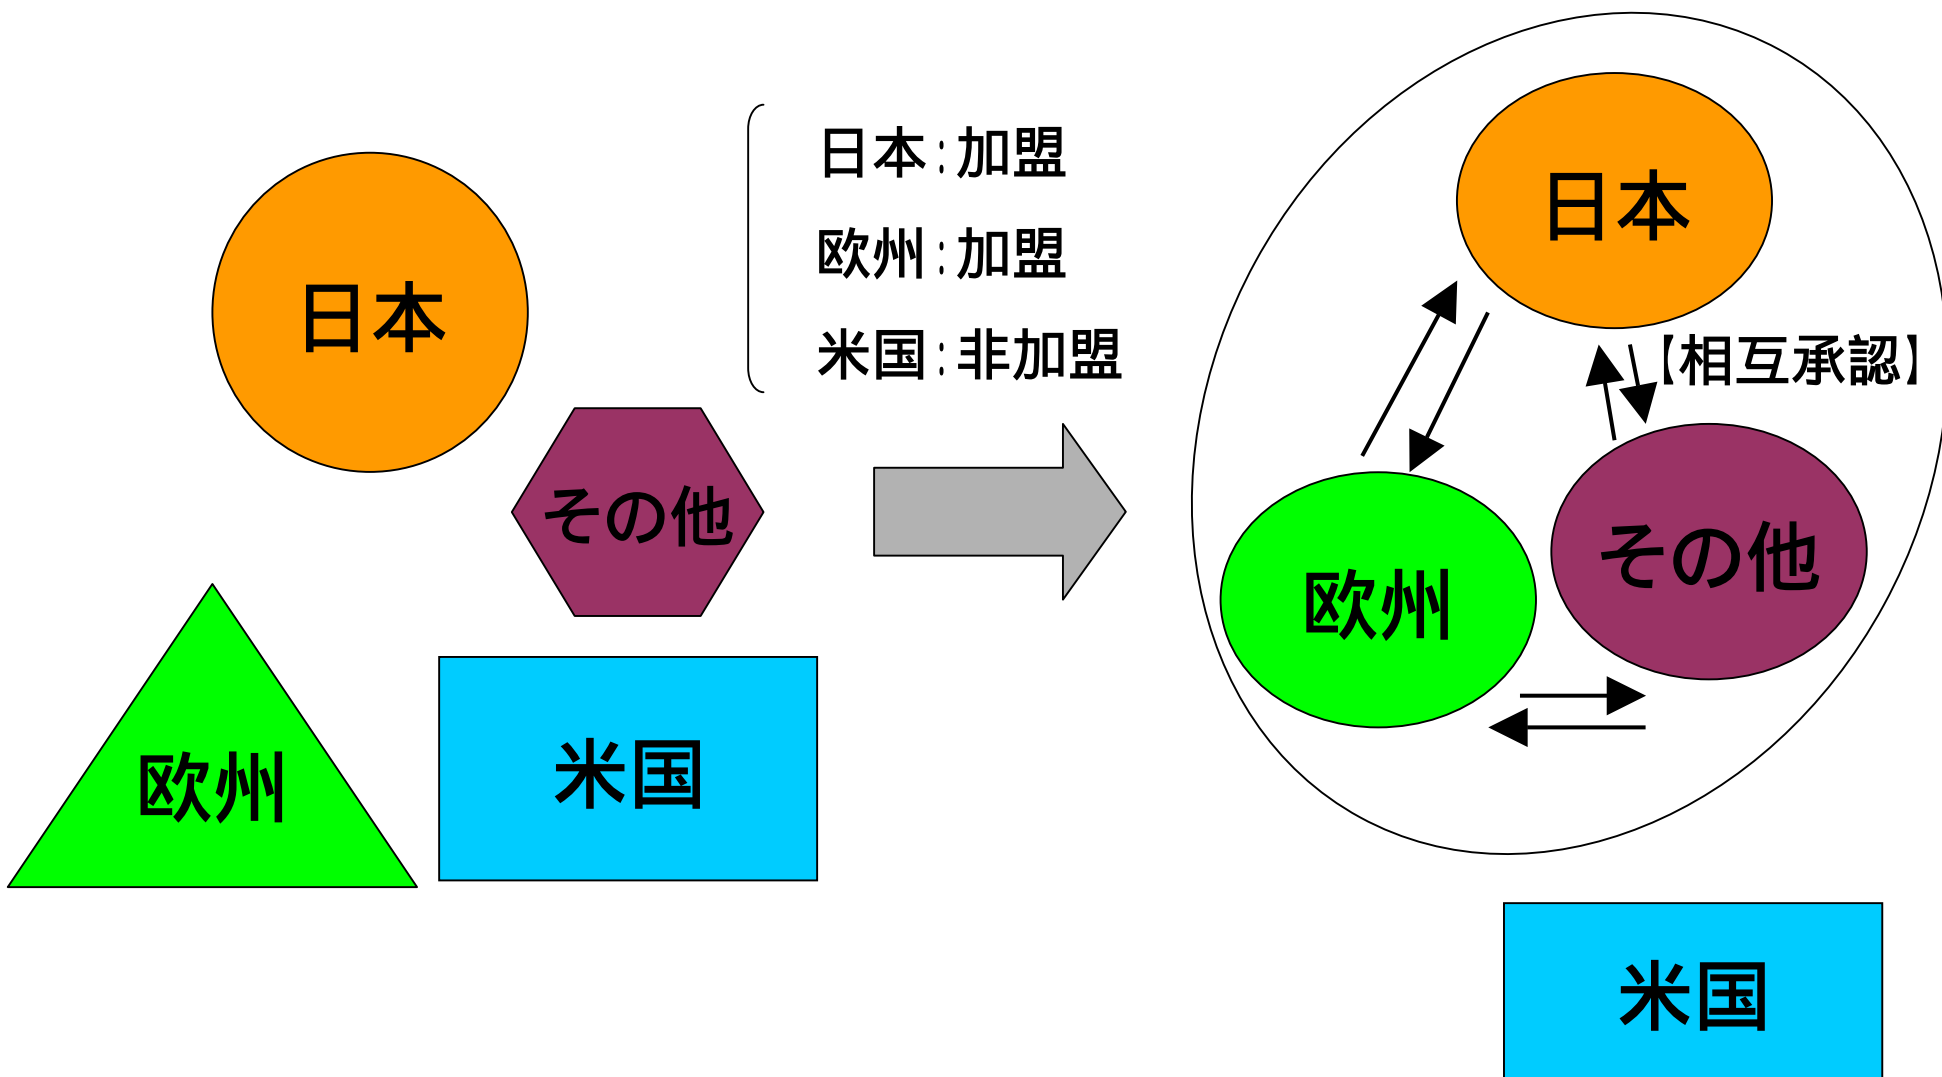 日本
その他
欧州
米国
日本：加盟
欧州：加盟
米国：非加盟
日本
【相互承認】
その他
欧州
米国